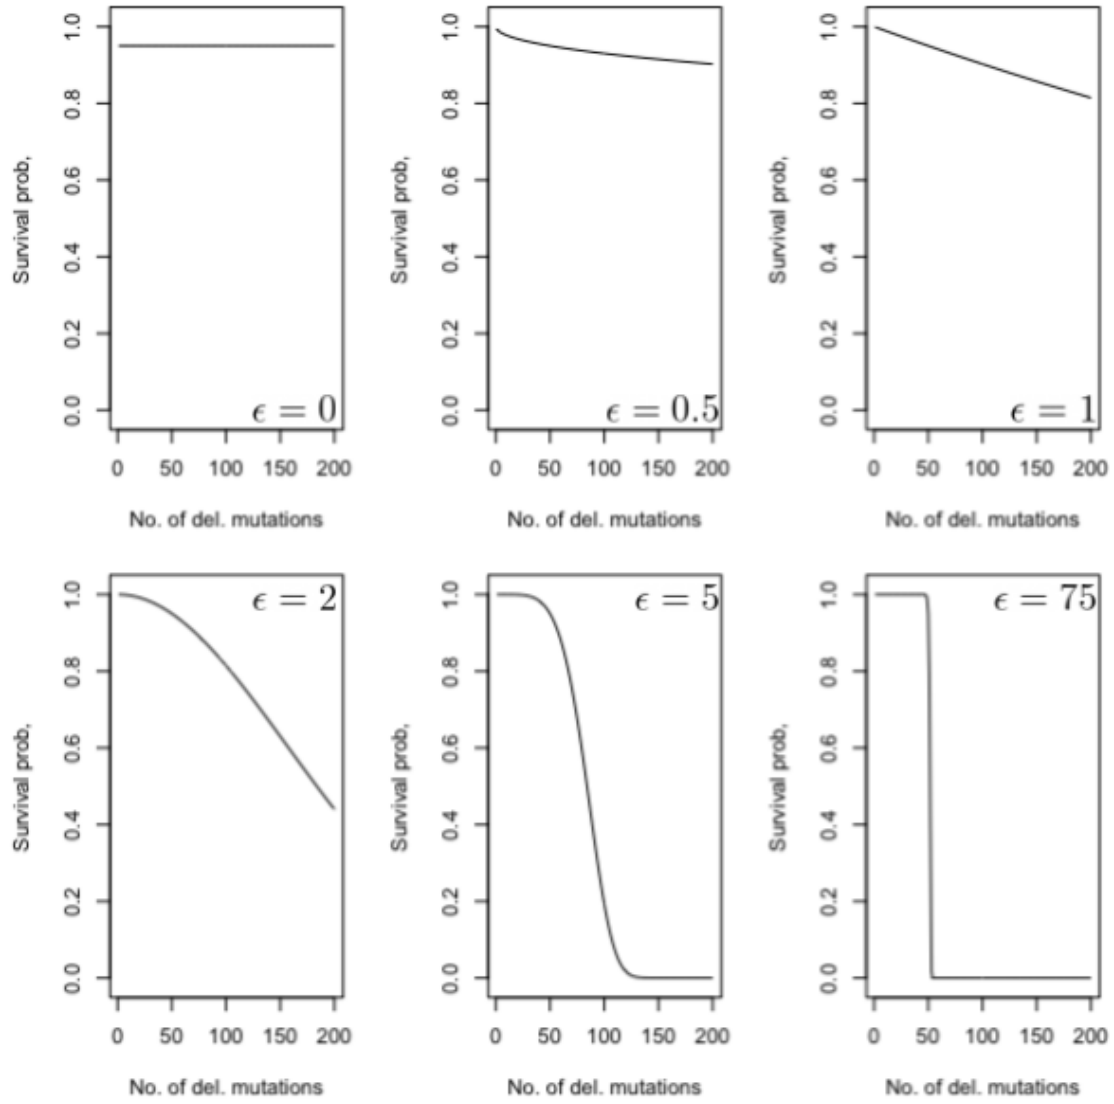 Survival prob,
1.0
0.8
0.6
0.4
0.2
0.0
ϵ = 0
0 50 100 150 200
No. of del. mutations
Survival prob,
1.0
0.8
0.6
0.4
0.2
0.0
ϵ = 0.5
0 50 100 150 200
No. of del. mutations
Survival prob,
1.0
0.8
0.6
0.4
0.2
0.0
ϵ = 1
0 50 100 150 200
No. of del. mutations
Survival prob,
1.0
0.8
0.6
0.4
0.2
0.0
ϵ = 2
0 50 100 150 200
No. of del. mutations
Survival prob,
1.0
0.8
0.6
0.4
0.2
0.0
ϵ = 5
0 50 100 150 200
No. of del. mutations
Survival prob,
1.0
0.8
0.6
0.4
0.2
0.0
ϵ = 75
0 50 100 150 200
No. of del. mutations